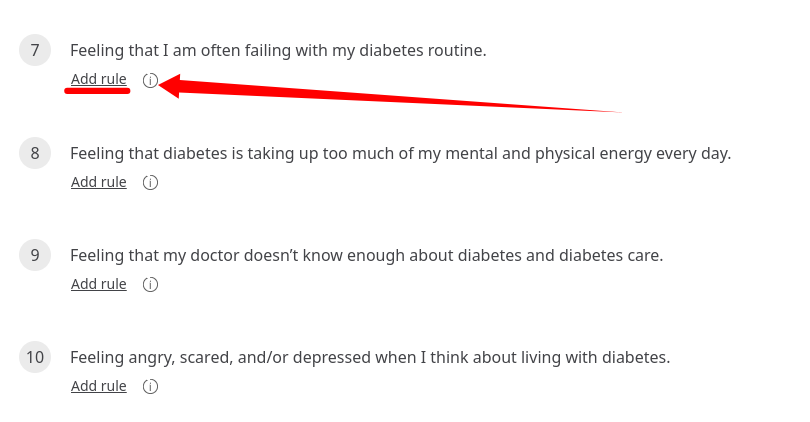 7 Feeling that I am often failing with my diabetes routine.
Add rule
8 Feeling that diabetes is taking up too much of my mental and physical energy every day.
Add rule
9 Feeling that my doctor doesn’t know enough about diabetes and diabetes care.
Add rule
10 Feeling angry, scared, and/or depressed when I think about living with diabetes.
Add rule